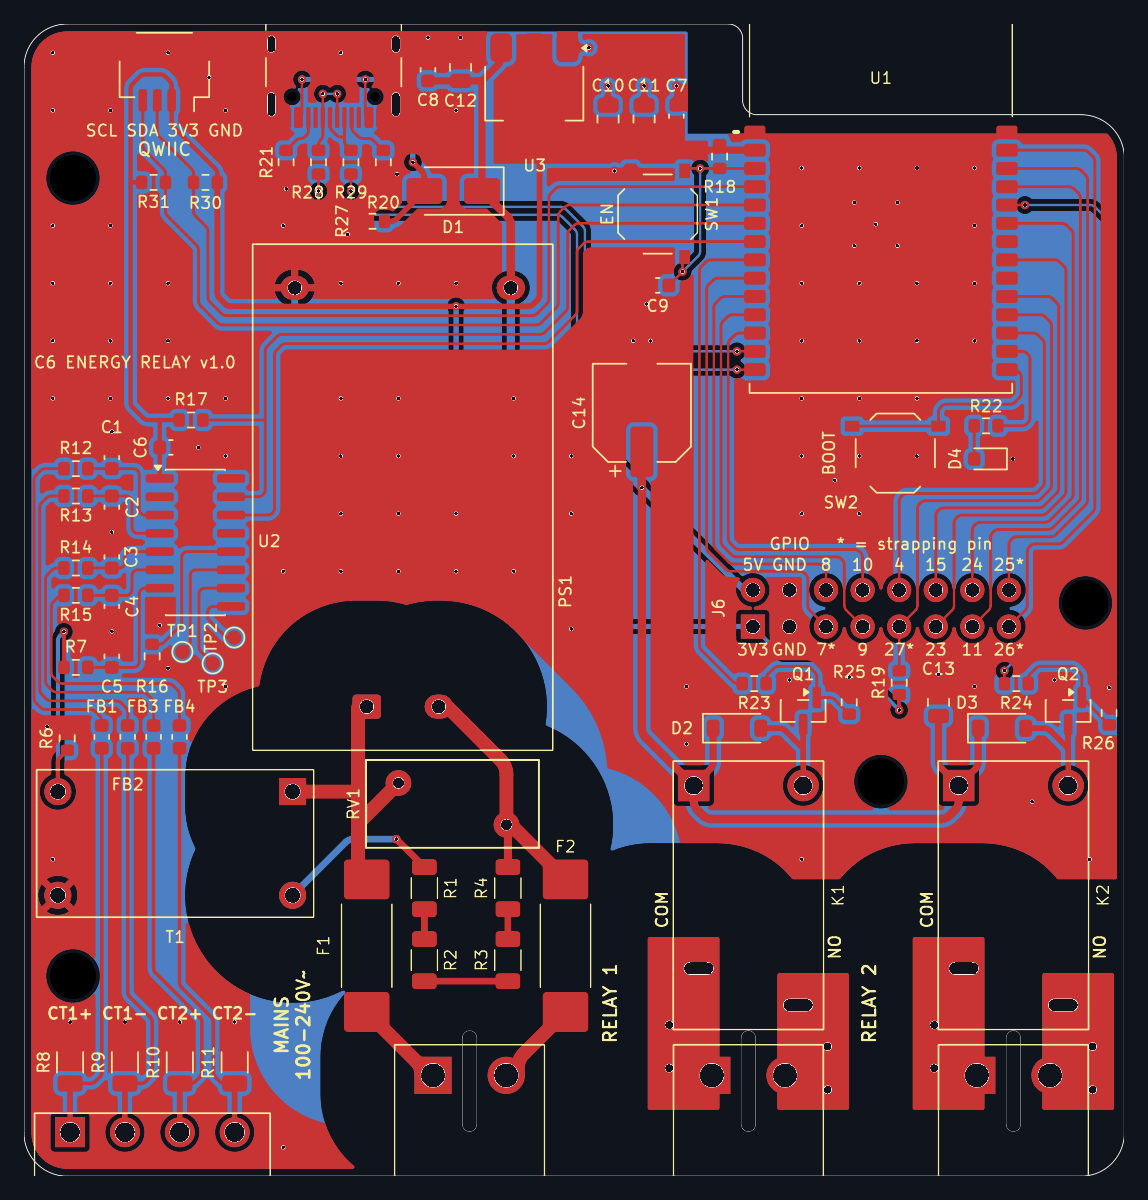 U1
C8
C12
C10
C11
C7
SCL SDA 3V3 GND
QWIIC
R21
U3
R18
R31
R30
R28
R29
R20
R27
D1
EN
SW1
C9
C6 ENERGY RELAY v1.0
R17
C14
+
R22
C1
C6
R12
BOOT
D4
C2
R13
SW2
U2
GPIO
* = strapping pin
R14
C3
5V GND 8 10 4 15 24 25*
PS1
R15
C4
J6
TP1
TP2
R7
3V3 GND 7* 9 27* 23 11 26*
TP3
C5
R16
Q1
R25
R19
C13
Q2
FB1
FB3
FB4
R23
D3
R24
R6
D2
R26
FB2
RV1
F2
R1
R4
K1
K2
COM
COM
T1
F1
R2
R3
NO
NO
MAINS
100-240V~
RELAY 1
RELAY 2
CT1+ CT1- CT2+ CT2-
R8
R9
R10
R11